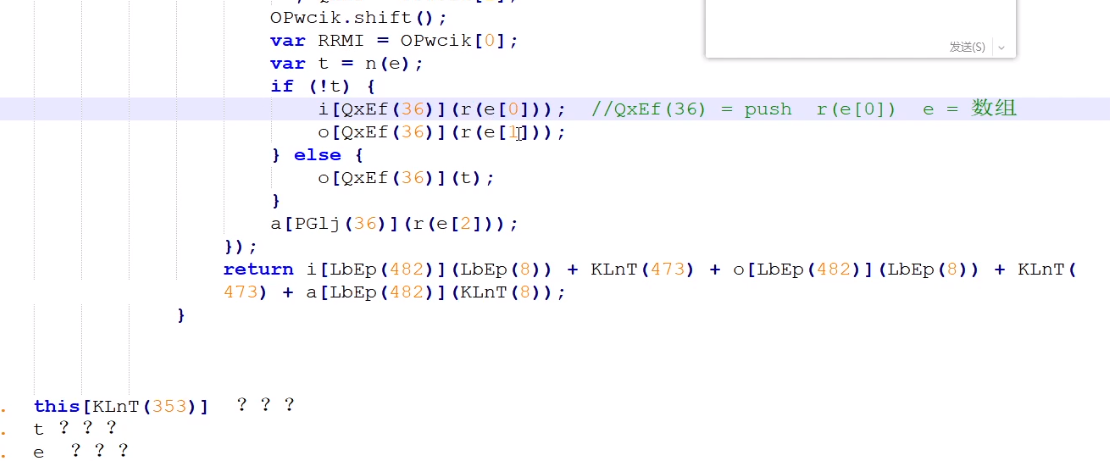 OPwcik.shift();
发送(S)
var RRMI = OPwcik[0];
var t = n(e);
if (!t) {
i[QxEf(36)](r(e[0])); //QxEf(36) = push r(e[0]) e = 数组
o[QxEf(36)](r(e[1]));
} else {
o[QxEf(36)](t);
}
a[PGlj(36)](r(e[2]));
});
return i[LbEp(482)](LbEp(8)) + KLnT(473) + o[LbEp(482)](LbEp(8)) + KLnT(
473) + a[LbEp(482)](KLnT(8));
}
this[KLnT(353)] ？？？
t ？？？
e ？？？